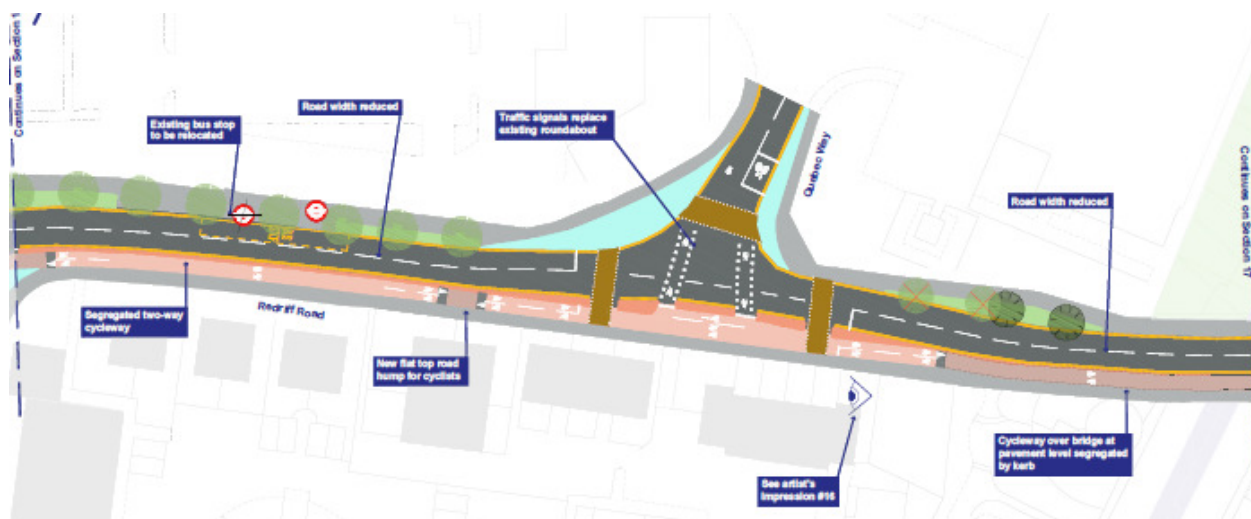 Continues on Section 1
Existing bus stop
to be relocated
Road width reduced
Traffic signals replace
existing roundabout
Quebec Way
Road width reduced
Continues on Section 17
Segregated two-way
cycleway
Redriff Road
New flat top road
hump for cyclists
See artist's
impression #16
Cycleway over bridge at
pavement level segregated
by kerb